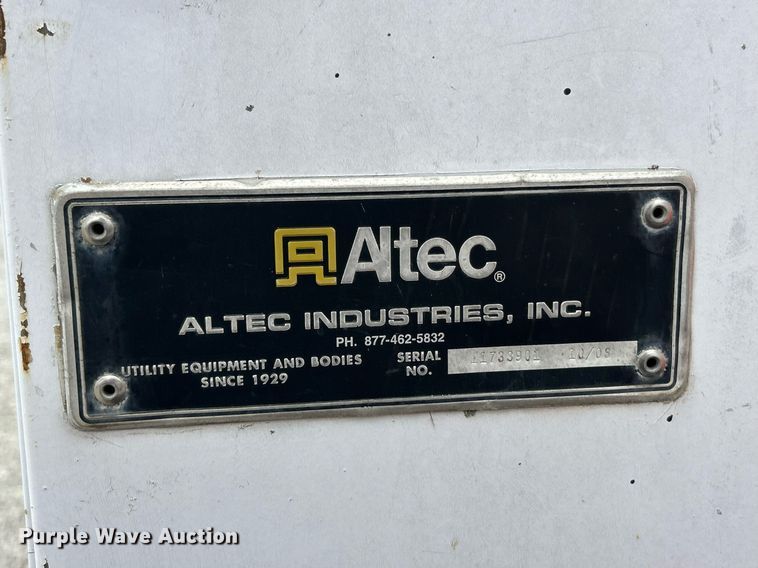 Altec®
ALTEC INDUSTRIES, INC.
PH. 877-462-5832
UTILITY EQUIPMENT AND BODIES
SINCE 1929
SERIAL
NO.
Purple Wave Auction